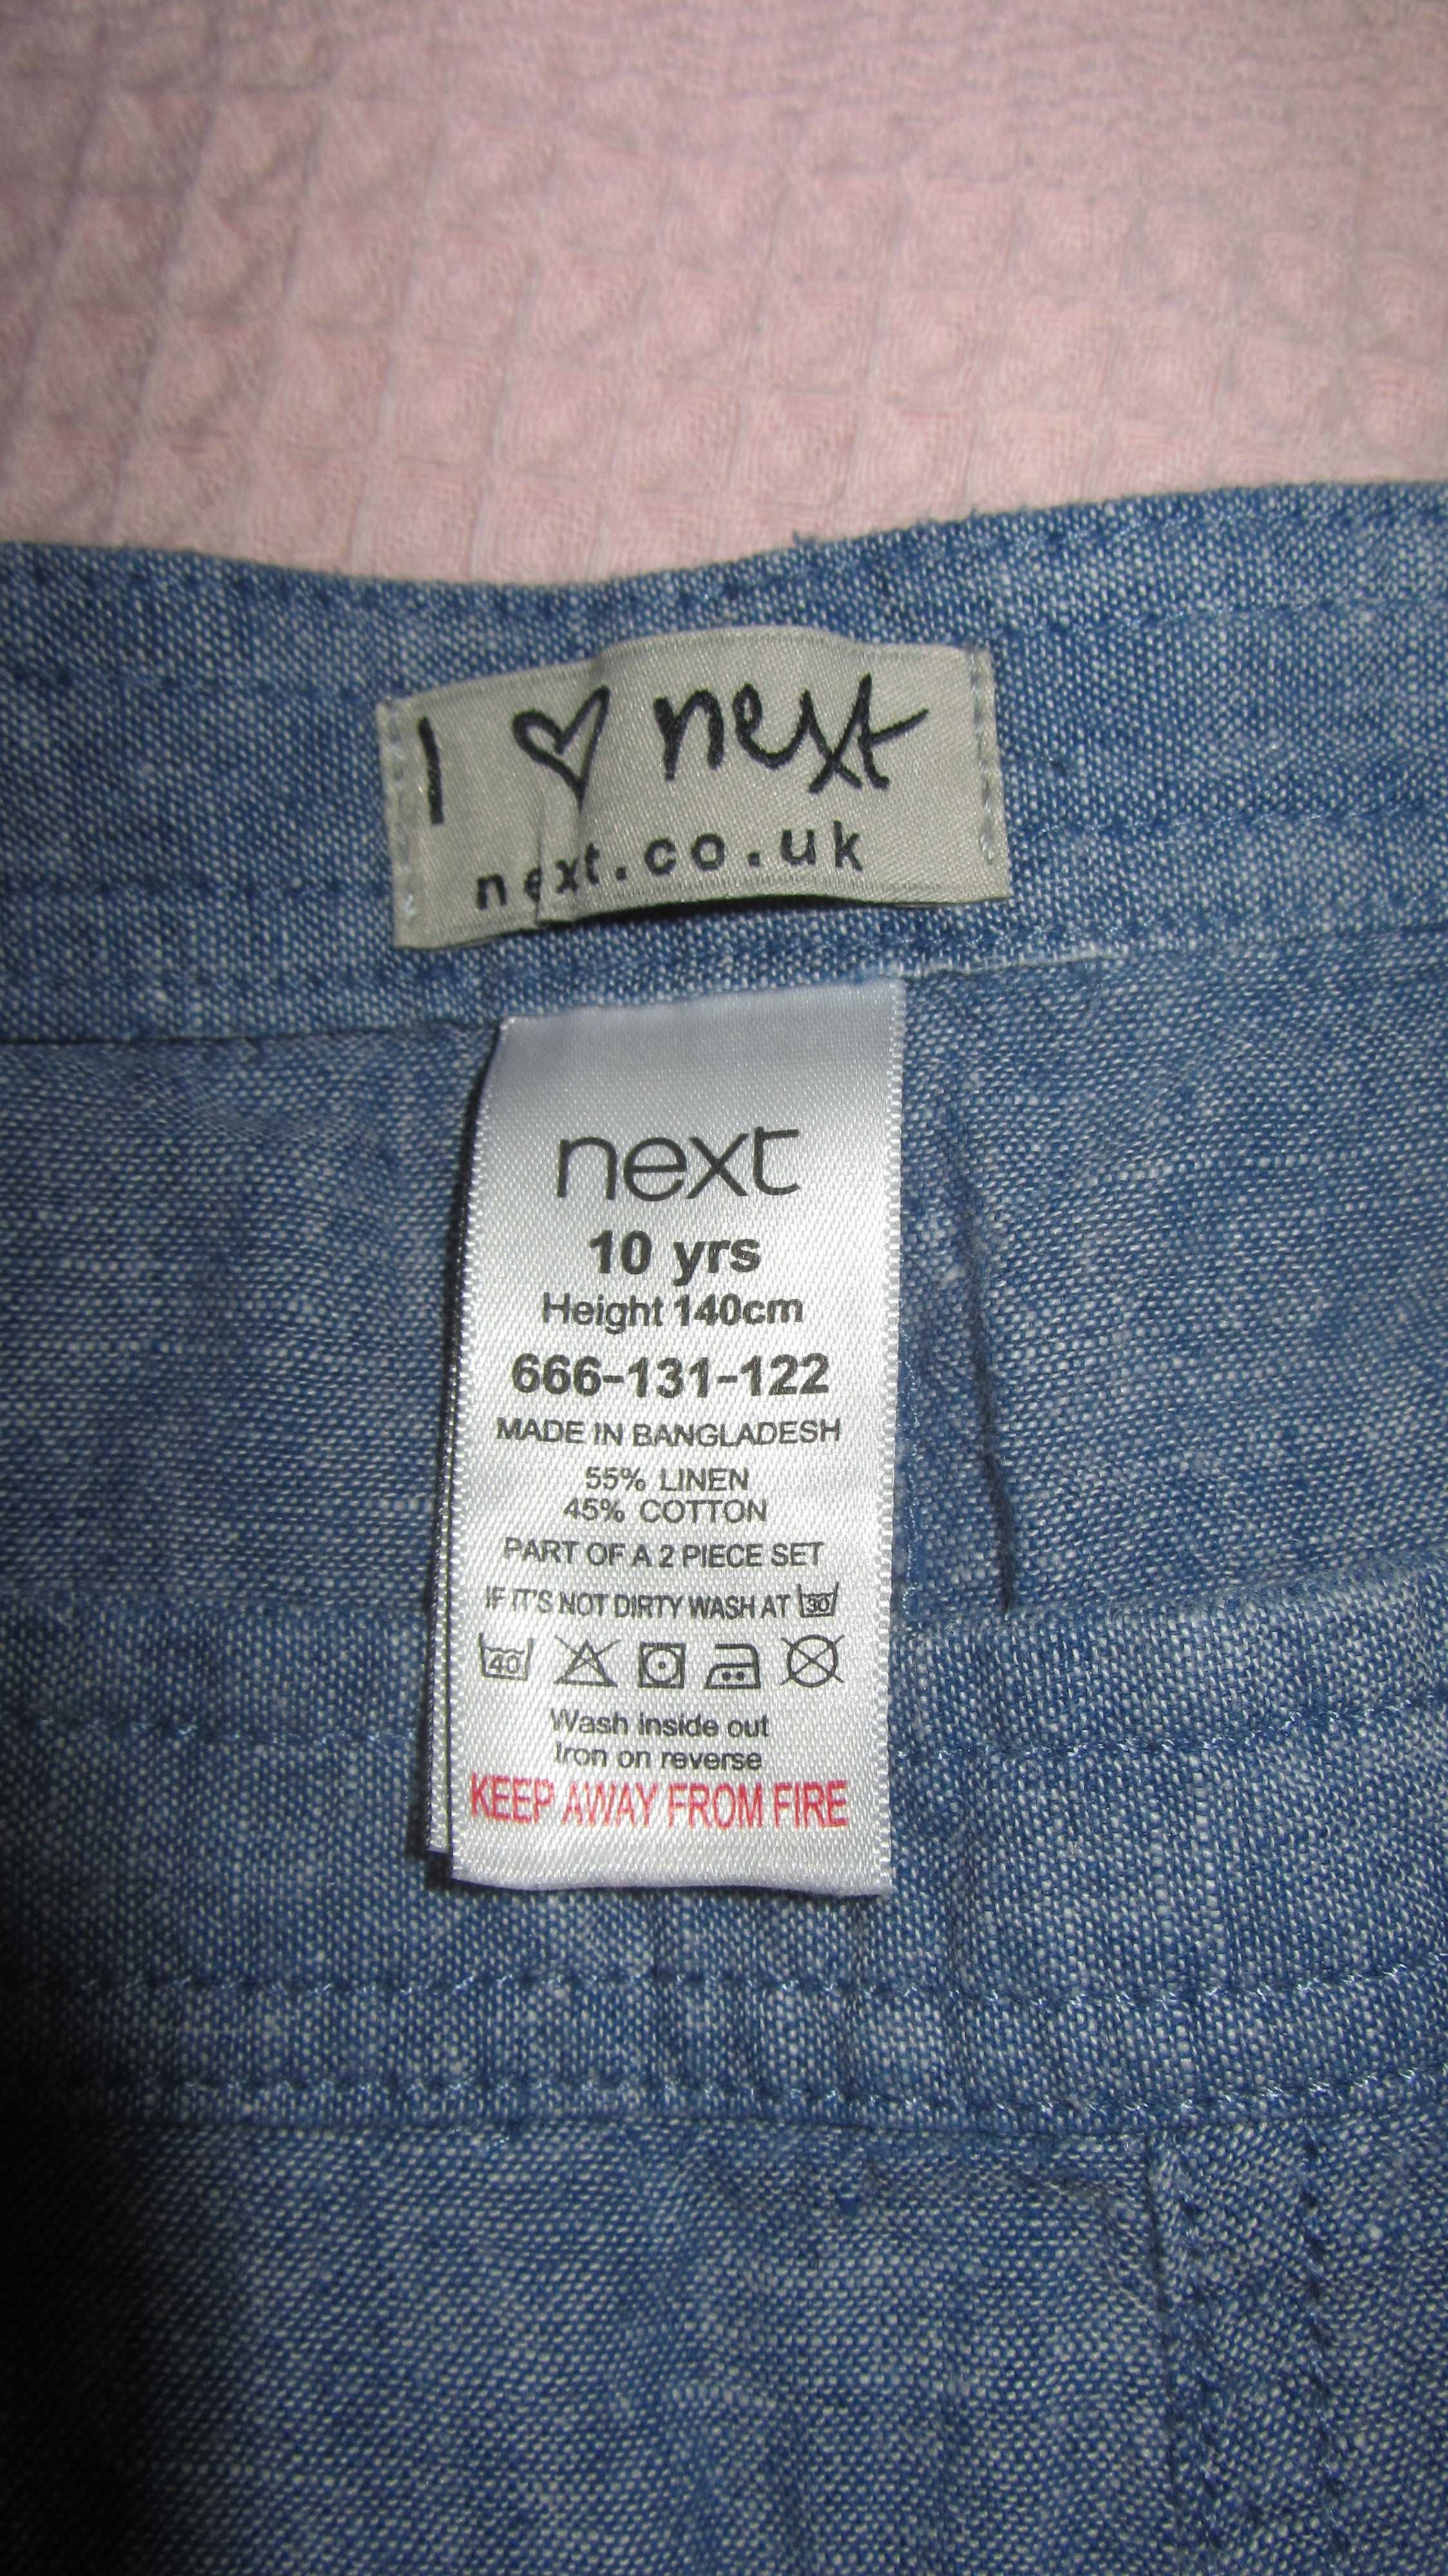 I ♡ next
next.co.uk
next
10 yrs
Height 140cm
666-131-122
MADE IN BANGLADESH
55% LINEN
45% COTTON
PART OF A 2 PIECE SET
IF IT'S NOT DIRTY WASH AT 30
40
Wash inside out
Iron on reverse
KEEP AWAY FROM FIRE